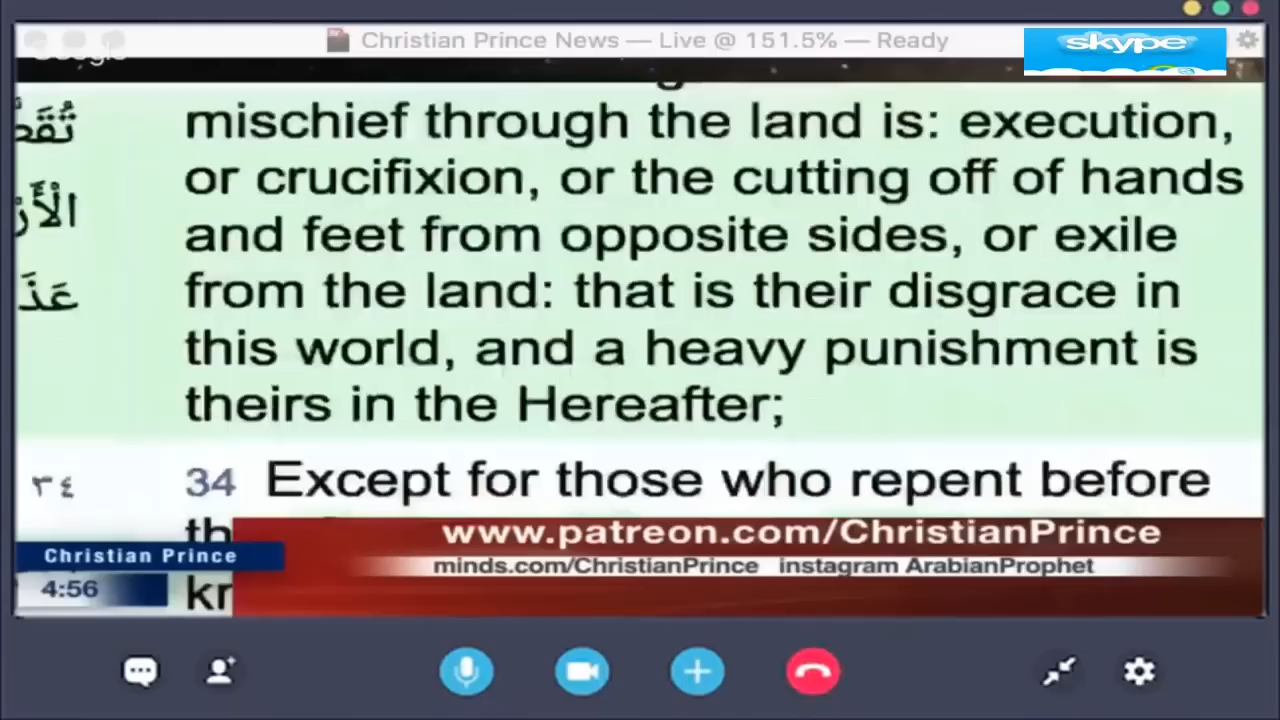 Christian Prince News — Live @ 151.5% — Ready
skype
Google
mischief through the land is: execution,
or crucifixion, or the cutting off of hands
and feet from opposite sides, or exile
from the land: that is their disgrace in
this world, and a heavy punishment is
theirs in the Hereafter;
٣٤
34 Except for those who repent before
www.patreon.com/ChristianPrince
Christian Prince
minds.com/ChristianPrince instagram ArabianProphet
4:56